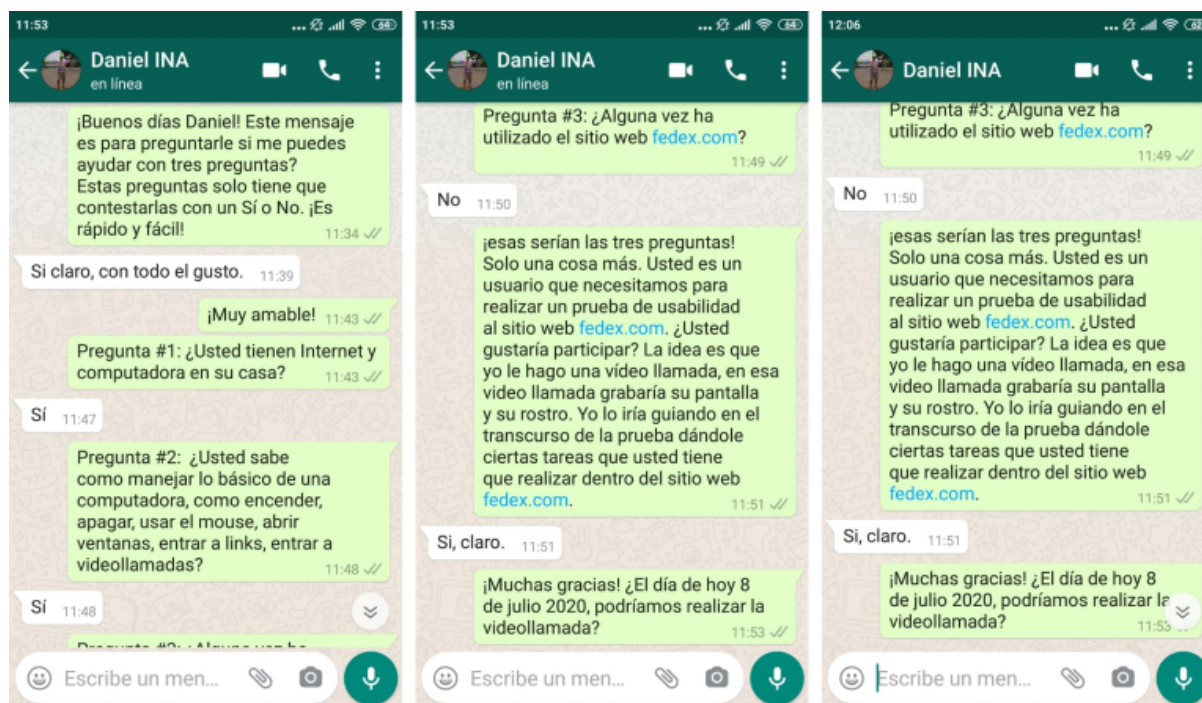 11:53
... 64
Daniel INA
en línea
¡Buenos días Daniel! Este mensaje
es para preguntarle si me puedes
ayudar con tres preguntas?
Estas preguntas solo tiene que
contestarlas con un Sí o No. ¡Es
rápido y fácil!
11:34
Si claro, con todo el gusto. 11:39
¡Muy amable! 11:43
Pregunta #1: ¿Usted tienen Internet y
computadora en su casa? 11:43
Sí 11:47
Pregunta #2: ¿Usted sabe
como manejar lo básico de una
computadora, como encender,
apagar, usar el mouse, abrir
ventanas, entrar a links, entrar a
videollamadas? 11:48
Sí 11:48
Escribe un men...
11:53
... 64
Daniel INA
en línea
Pregunta #3: ¿Alguna vez ha
utilizado el sitio web fedex.com?
11:49
No 11:50
¡esas serían las tres preguntas!
Solo una cosa más. Usted es un
usuario que necesitamos para
realizar un prueba de usabilidad
al sitio web fedex.com. ¿Usted
gustaría participar? La idea es que
yo le hago una vídeo llamada, en esa
video llamada grabaría su pantalla
y su rostro. Yo lo iría guiando en el
transcurso de la prueba dándole
ciertas tareas que usted tiene
que realizar dentro del sitio web
fedex.com. 11:51
Si, claro. 11:51
¡Muchas gracias! ¿El día de hoy 8
de julio 2020, podríamos realizar la
videollamada? 11:53
Escribe un men...
12:06
...
Daniel INA
Pregunta #3: ¿Alguna vez ha
utilizado el sitio web fedex.com?
11:49
No 11:50
¡esas serían las tres preguntas!
Solo una cosa más. Usted es un
usuario que necesitamos para
realizar un prueba de usabilidad
al sitio web fedex.com. ¿Usted
gustaría participar? La idea es que
yo le hago una vídeo llamada, en esa
video llamada grabaría su pantalla
y su rostro. Yo lo iría guiando en el
transcurso de la prueba dándole
ciertas tareas que usted tiene
que realizar dentro del sitio web
fedex.com. 11:51
Si, claro. 11:51
¡Muchas gracias! ¿El día de hoy 8
de julio 2020, podríamos realizar la
videollamada? 11:53
Escribe un men...